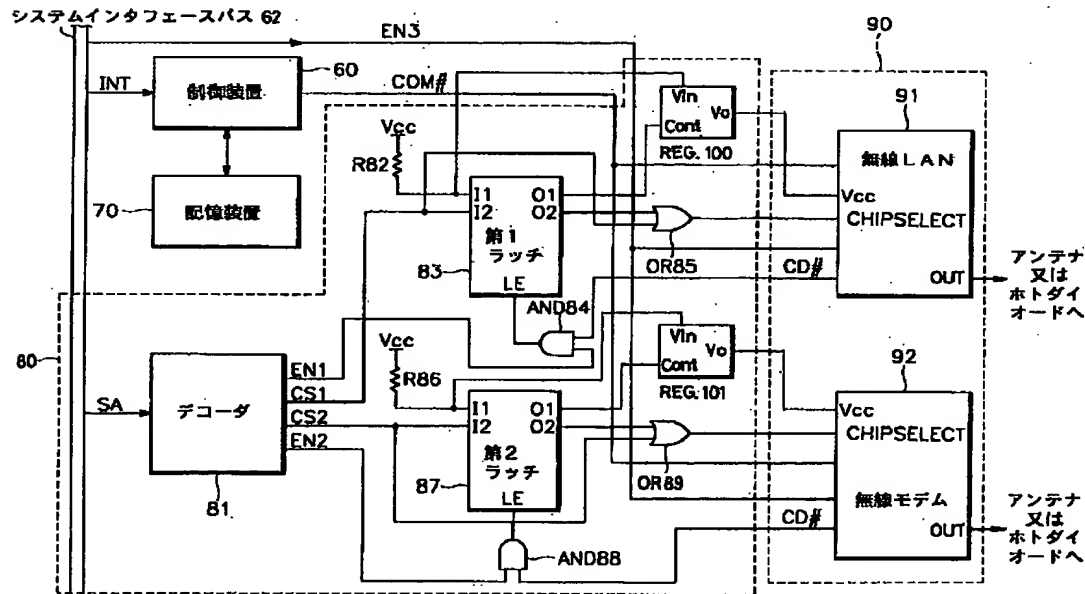 システムインタフェースバス 62
EN3
90
INT
制御装置
60
COM#
Vin
Vo
Cont
REG. 100
91
無線LAN
Vcc
CHIPSELECT
OUT
アンテナ
又は
ホトダイ
オードへ
Vcc
R82
I1
I2
O1
O2
第1
ラッチ
LE
83
OR85
CD#
70
記憶装置
AND84
80
Vcc
R86
Vin
Vo
Cont
REG. 101
92
SA
デコーダ
EN1
CS1
CS2
EN2
81
I1
I2
O1
O2
第2
ラッチ
LE
87
OR89
Vcc
CHIPSELECT
無線モデム
CD#
OUT
アンテナ
又は
ホトダイ
オードへ
AND88